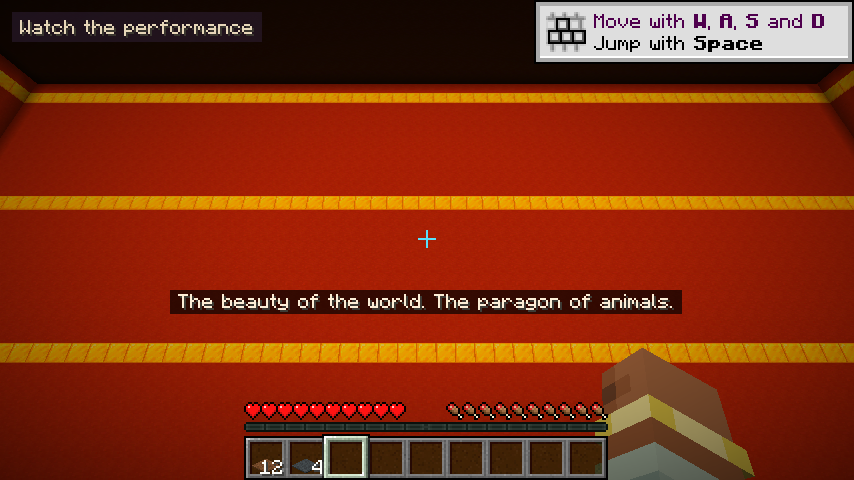 Watch the performance
Move with W, A, S and D
Jump with Space
The beauty of the world. The paragon of animals.
12
4